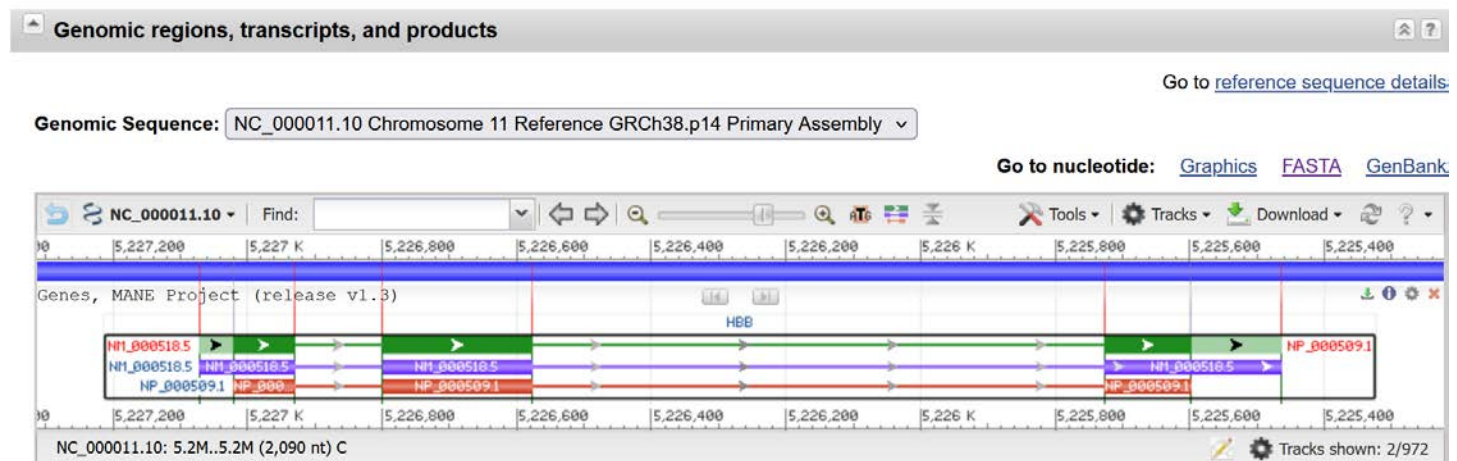 Genomic regions, transcripts, and products
Go to reference sequence details
Genomic Sequence: NC_000011.10 Chromosome 11 Reference GRCh38.p14 Primary Assembly
Go to nucleotide: Graphics FASTA GenBank
NC_000011.10 Find: ATG Tools Tracks Download ?
00 5,227,200 5,227 K 5,226,800 5,226,600 5,226,400 5,226,200 5,226 K 5,225,800 5,225,600 5,225,400
Genes, MANE Project (release v1.3)
HBB
NM_000518.5 NP_000509.1
NM_000518.5 NM_000518.5 NM_000518.5 NM_000518.5
NP_000509.1 NP_000... NP_000509.1 NP_000509.1
00 5,227,200 5,227 K 5,226,800 5,226,600 5,226,400 5,226,200 5,226 K 5,225,800 5,225,600 5,225,400
NC_000011.10: 5.2M..5.2M (2,090 nt) C Tracks shown: 2/972